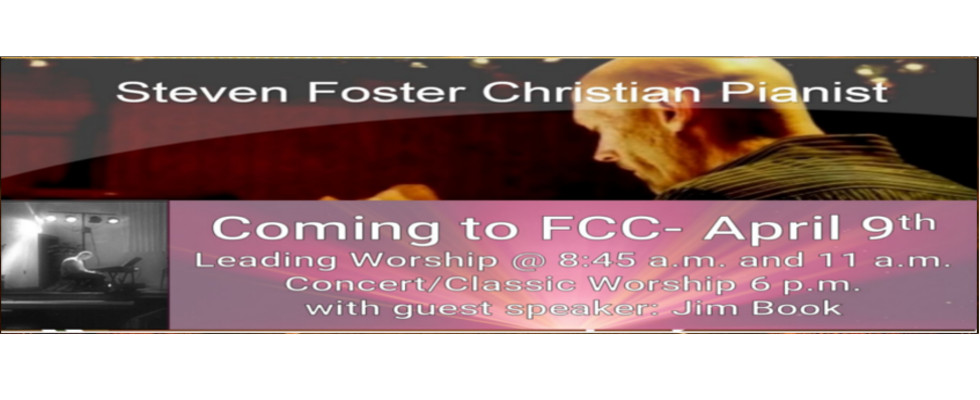 Steven Foster Christian Pianist
Coming to FCC- April 9th
Leading Worship @ 8:45 a.m. and 11 a.m.
Concert/Classic Worship 6 p.m.
with guest speaker: Jim Book